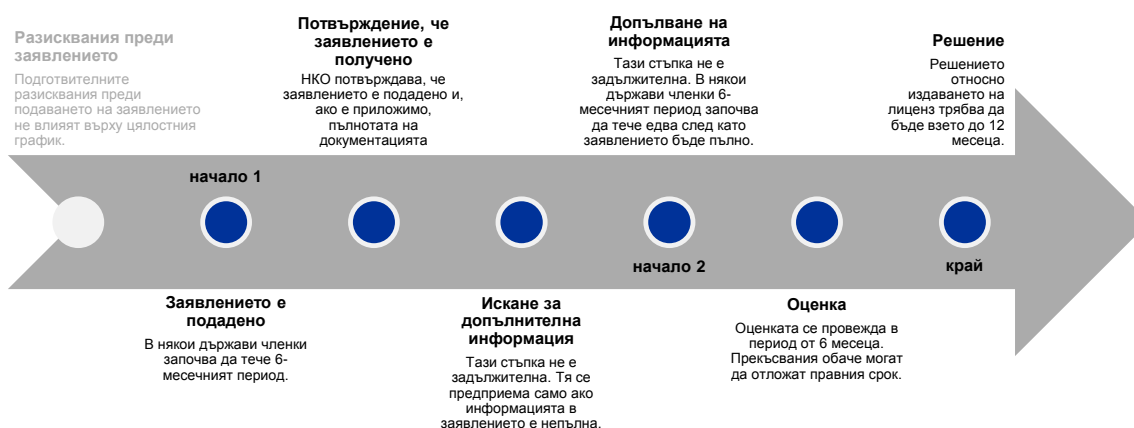 Разисквания преди
заявлението
Подготвителните
разисквания преди
подаването на заявлението
не влияят върху цялостния
график.
Потвърждение, че
заявлението е
получено
НКО потвърждава, че
заявлението е подадено и,
ако е приложимо,
пълнотата на
документацията
Допълване на
информацията
Тази стъпка не е
задължителна. В някои
държави членки 6-
месечният период започва
да тече едва след като
заявлението бъде пълно.
Решение
Решението
относно
издаването на
лиценз трябва да
бъде взето до 12
месеца.
начало 1
начало 2
край
Заявлението е
подадено
В някои държави членки
започва да тече 6-
месечният период.
Искане за
допълнителна
информация
Тази стъпка не е
задължителна. Тя се
предприема само ако
информацията в
заявлението е непълна.
Оценка
Оценката се провежда в
период от 6 месеца.
Прекъсвания обаче могат
да отложат правния срок.